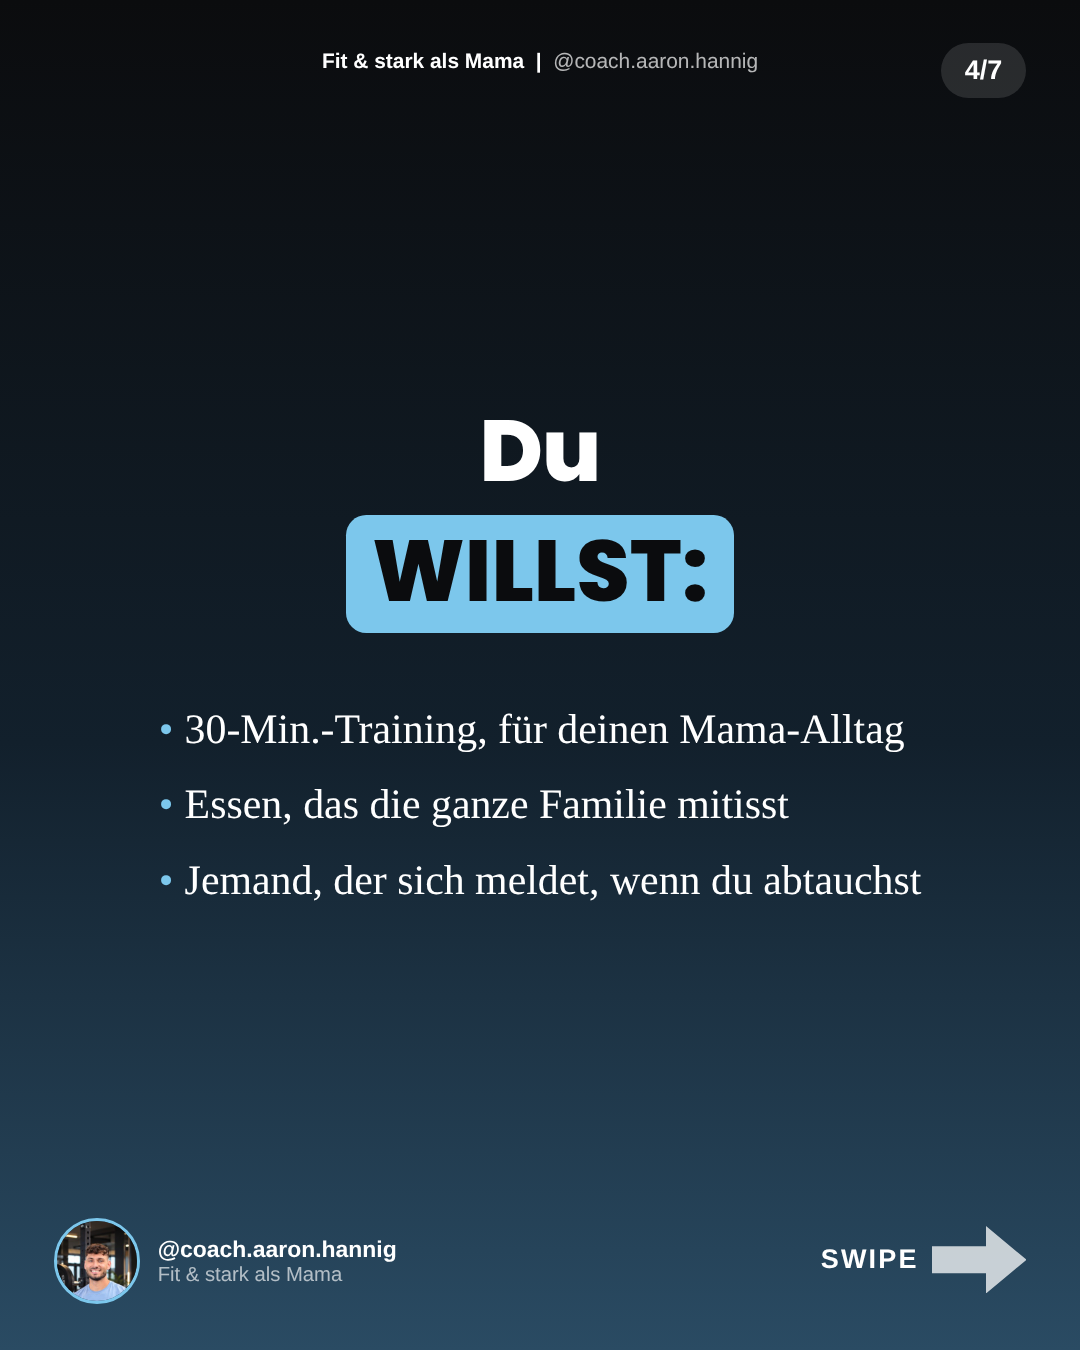 Fit & stark als Mama | @coach.aaron.hannig
4/7
Du
WILLST:
• 30-Min.-Training, für deinen Mama-Alltag
• Essen, das die ganze Familie mitisst
• Jemand, der sich meldet, wenn du abtauchst
@coach.aaron.hannig
Fit & stark als Mama
SWIPE